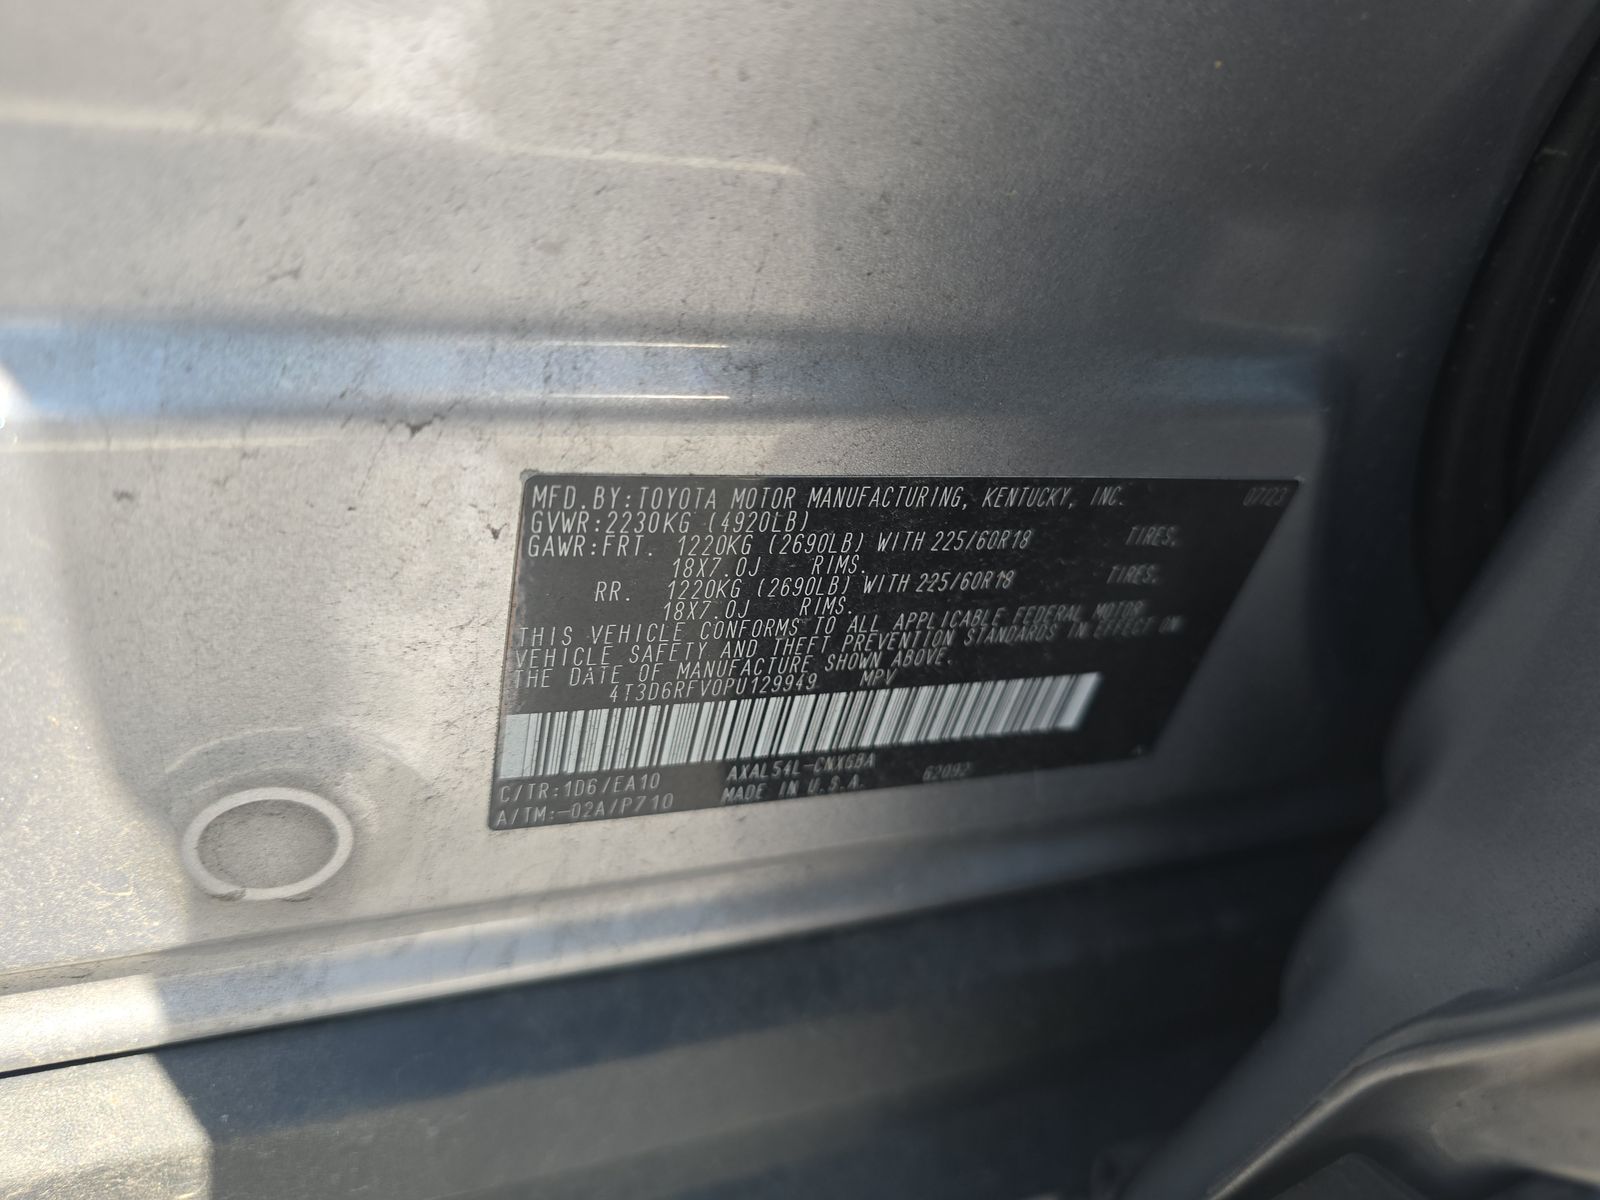 MFD.BY:TOYOTA MOTOR MANUFACTURING, KENTUCKY, INC. 07/23
GVWR:2230KG (4920LB)
GAWR:FRT. 1220KG (2690LB) WITH 225/60R18 TIRES,
18X7.0J RIMS.
RR. 1220KG (2690LB) WITH 225/60R18 TIRES,
18X7.0J RIMS.
THIS VEHICLE CONFORMS TO ALL APPLICABLE FEDERAL MOTOR
VEHICLE SAFETY AND THEFT PREVENTION STANDARDS IN EFFECT ON
THE DATE OF MANUFACTURE SHOWN ABOVE.
4T3D6RFV0PU129949 MPV
C/TR:1D6/EA10 AXAL54L-CNXGBA 62092
A/TM:-02A/P710 MADE IN U.S.A.